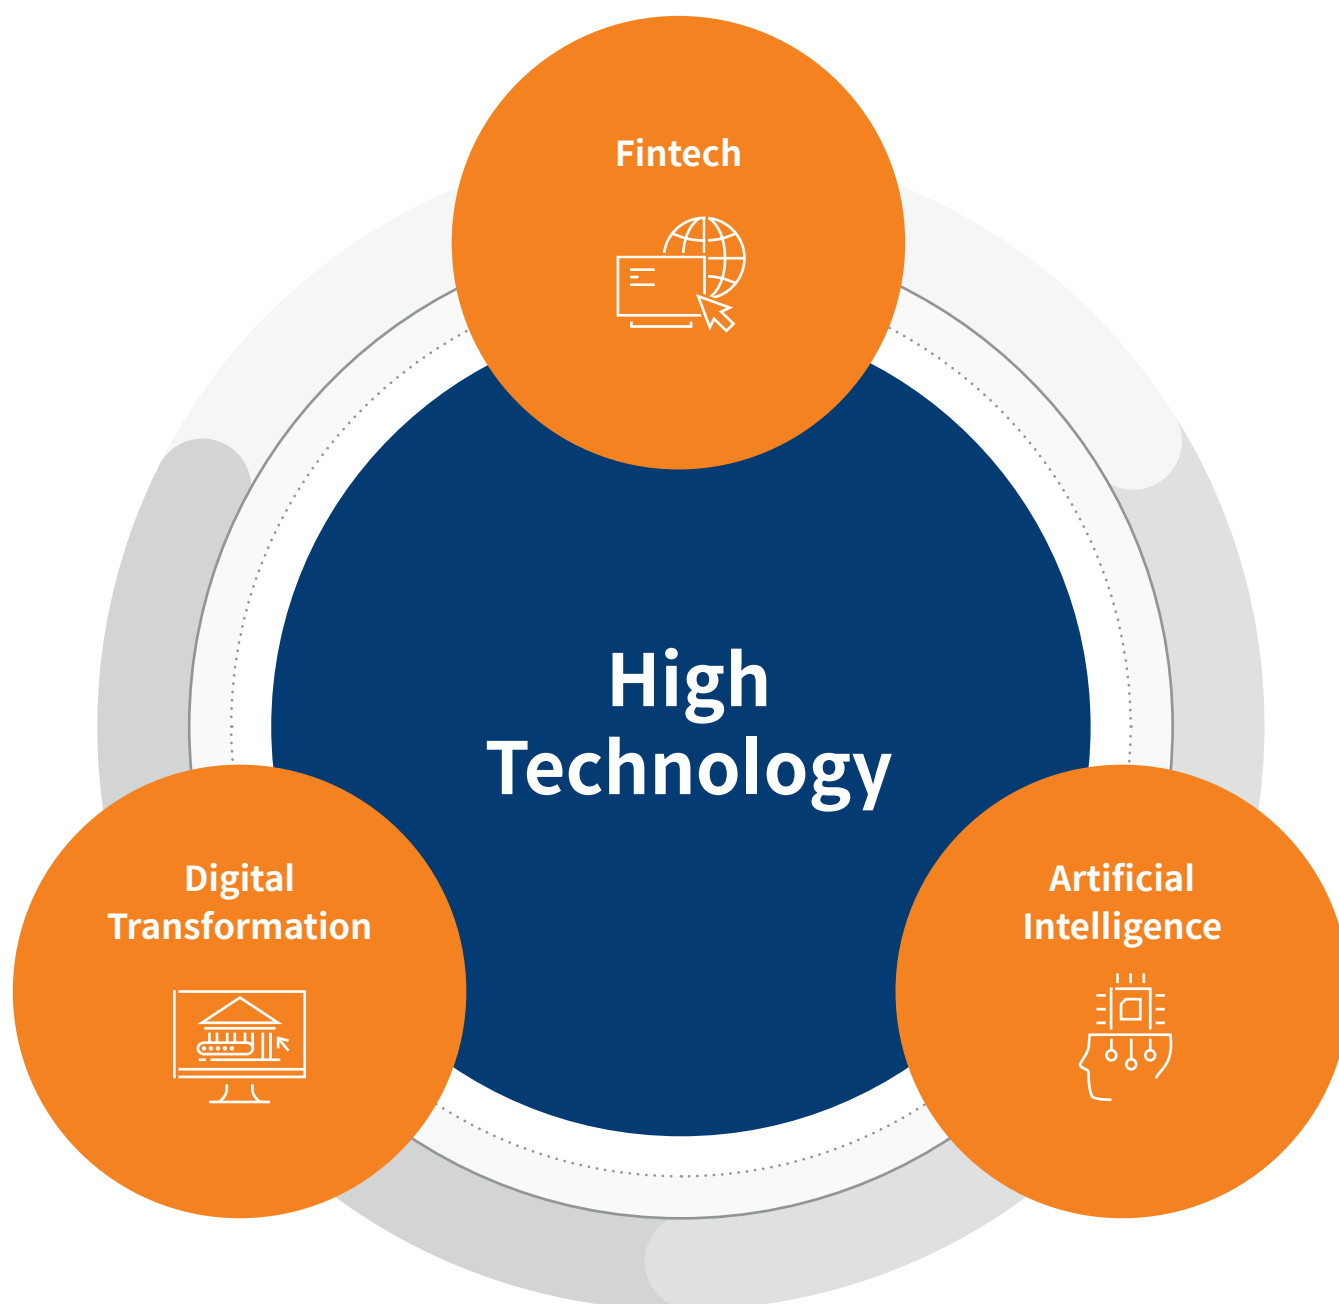 Fintech
High
Technology
Digital
Transformation
Artificial
Intelligence